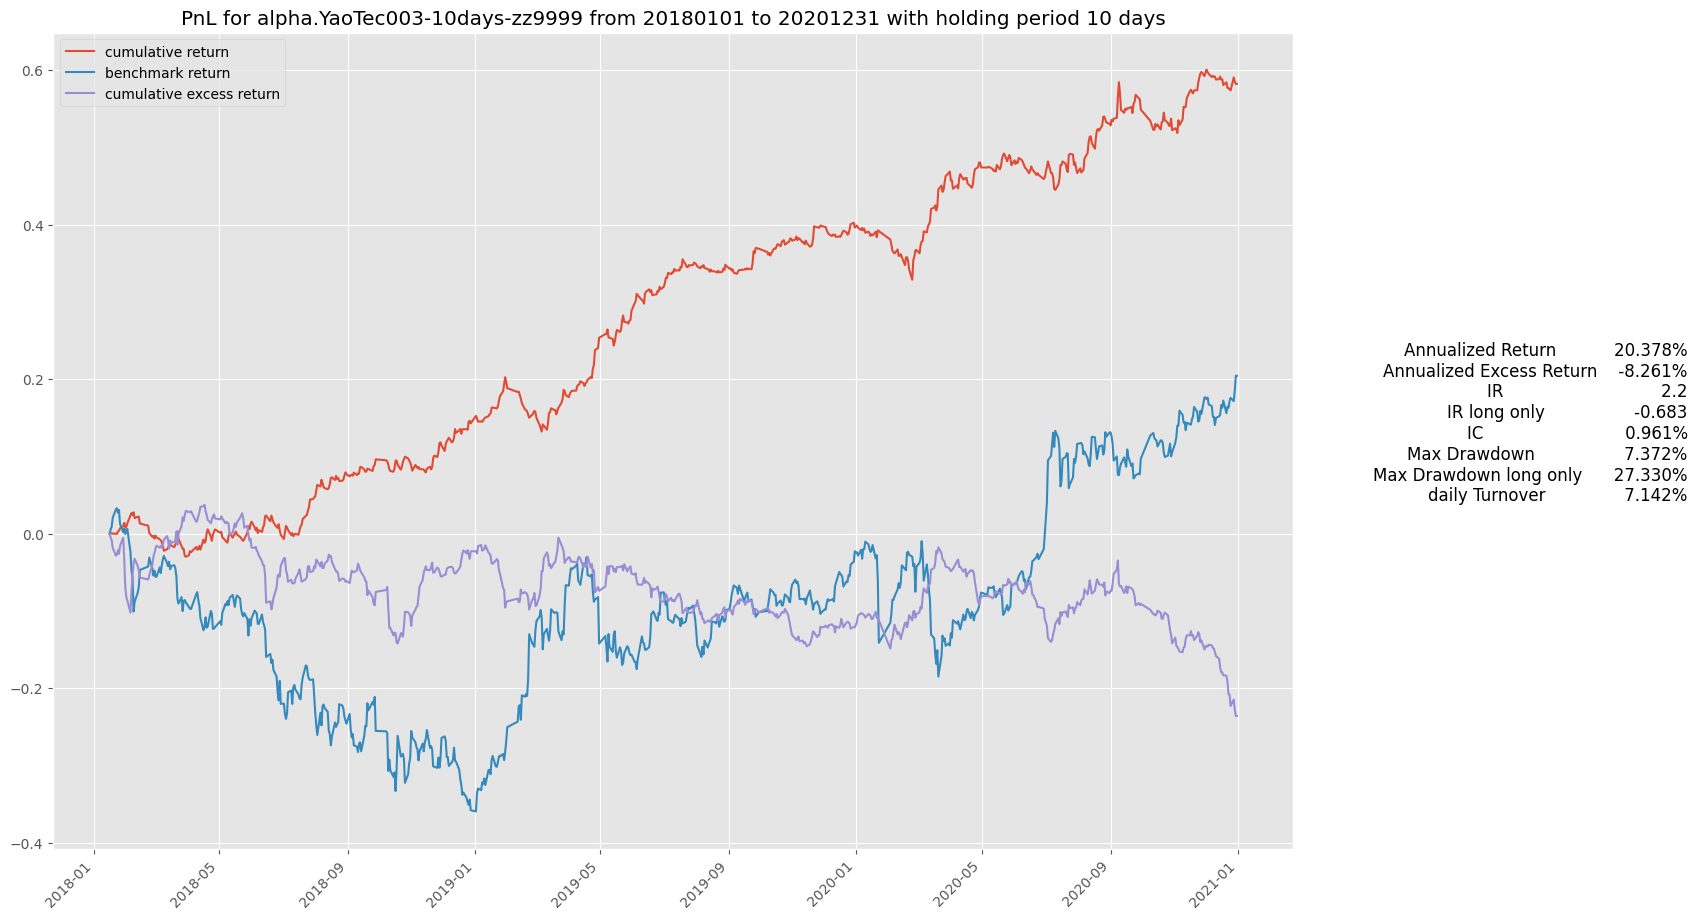 PnL for alpha.YaoTec003-10days-zz9999 from 20180101 to 20201231 with holding period 10 days
cumulative return
benchmark return
cumulative excess return
0.6
0.4
0.2
0.0
−0.2
−0.4
2018-01
2018-05
2018-09
2019-01
2019-05
2019-09
2020-01
2020-05
2020-09
2021-01
Annualized Return 20.378%
Annualized Excess Return -8.261%
IR 2.2
IR long only -0.683
IC 0.961%
Max Drawdown 7.372%
Max Drawdown long only 27.330%
daily Turnover 7.142%